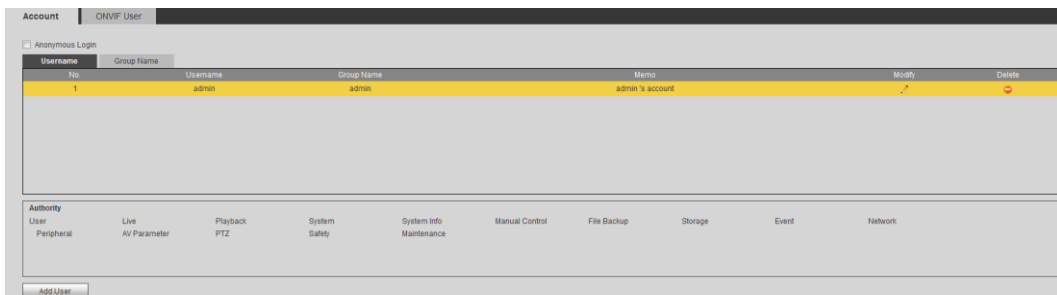 Account ONVIF User
Anonymous Login
Username Group Name
No. Username Group Name Memo Modify Delete
1 admin admin admin 's account
Authority
User Live Playback System System Info Manual Control File Backup Storage Event Network
Peripheral AV Parameter PTZ Safety Maintenance
Add User